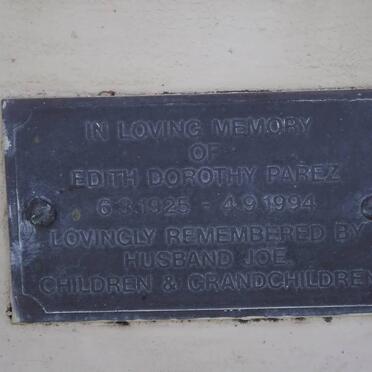 IN LOVING MEMORY
OF
EDITH DOROTHY PAREZ
6.3.1925 - 4.9.1994
LOVINGLY REMEMBERED BY
HUSBAND JOE,
CHILDREN & GRANDCHILDREN